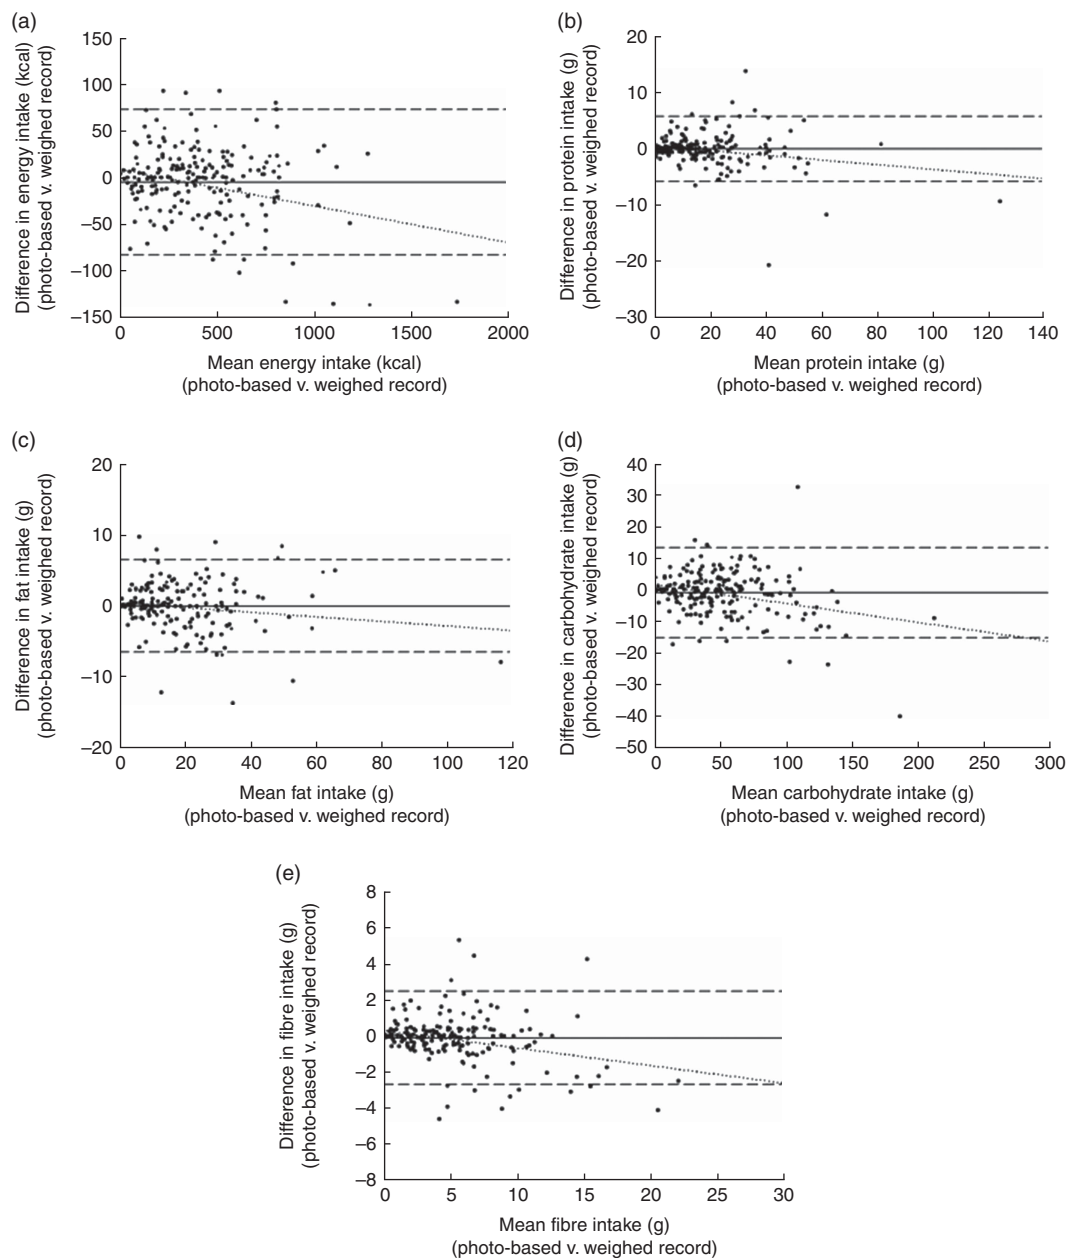 (a)
Difference in energy intake (kcal)
(photo-based v. weighed record)
150
100
50
0
−50
−100
−150
0
500
1000
1500
2000
Mean energy intake (kcal)
(photo-based v. weighed record)
(b)
Difference in protein intake (g)
(photo-based v. weighed record)
20
10
0
−10
−20
−30
0
20
40
60
80
100
120
140
Mean protein intake (g)
(photo-based v. weighed record)
(c)
Difference in fat intake (g)
(photo-based v. weighed record)
20
10
0
−10
−20
0
20
40
60
80
100
120
Mean fat intake (g)
(photo-based v. weighed record)
(d)
Difference in carbohydrate intake (g)
(photo-based v. weighed record)
40
30
20
10
0
−10
−20
−30
−40
−50
0
50
100
150
200
250
300
Mean carbohydrate intake (g)
(photo-based v. weighed record)
(e)
Difference in fibre intake (g)
(photo-based v. weighed record)
8
6
4
2
0
−2
−4
−6
−8
0
5
10
15
20
25
30
Mean fibre intake (g)
(photo-based v. weighed record)